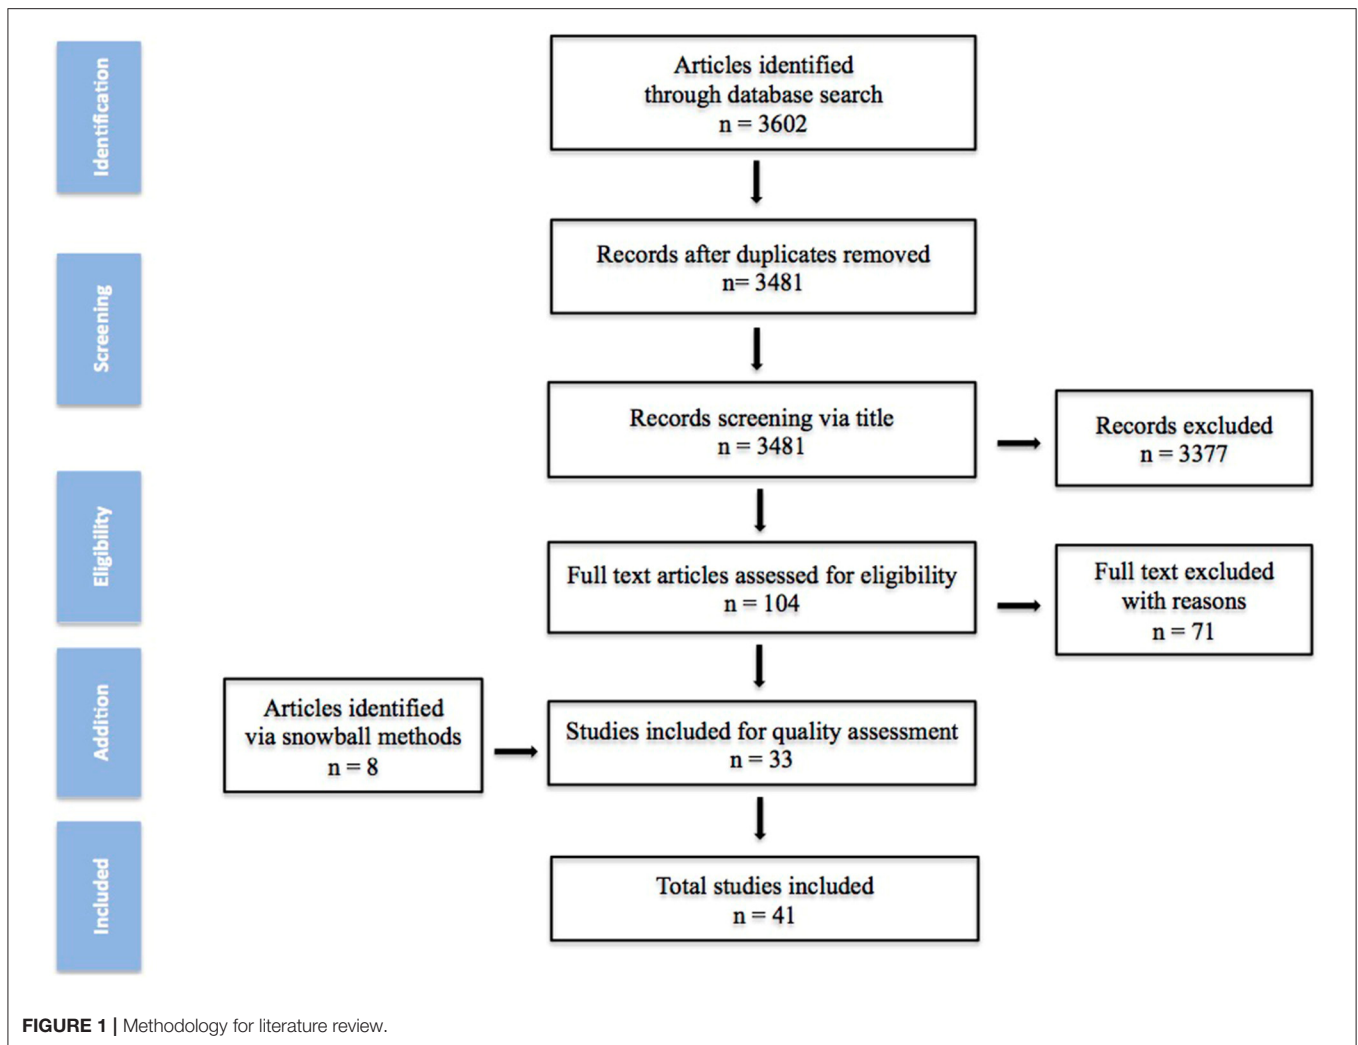 Identification
Articles identified
through database search
n = 3602
Records after duplicates removed
n= 3481
Screening
Records screening via title
n = 3481
Records excluded
n = 3377
Eligibility
Full text articles assessed for eligibility
n = 104
Full text excluded
with reasons
n = 71
Addition
Articles identified
via snowball methods
n = 8
Studies included for quality assessment
n = 33
Included
Total studies included
n = 41
FIGURE 1 | Methodology for literature review.